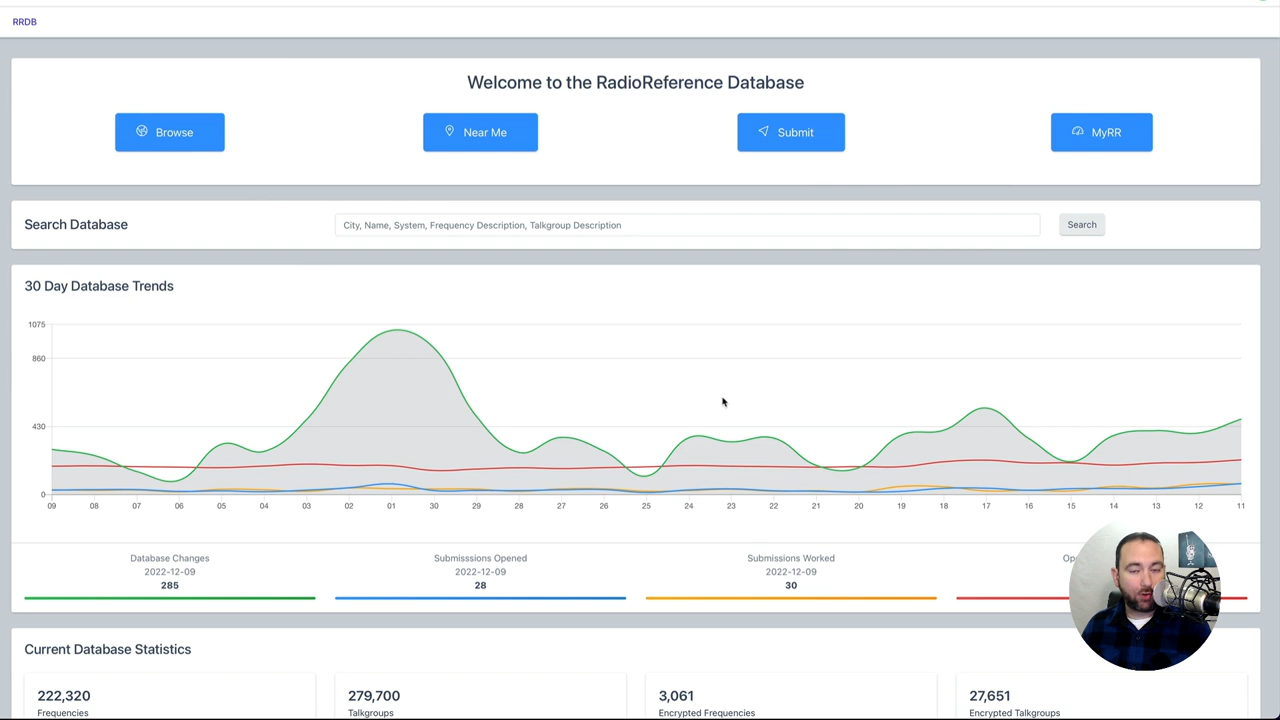 RRDB
Welcome to the RadioReference Database
Browse
Near Me
Submit
MyRR
Search Database
City, Name, System, Frequency Description, Talkgroup Description
Search
30 Day Database Trends
1075
860
430
0
09 08 07 06 05 04 03 02 01 30 29 28 27 26 25 24 23 22 21 20 19 18 17 16 15 14 13 12 11
Database Changes
2022-12-09
285
Submisssions Opened
2022-12-09
28
Submissions Worked
2022-12-09
30
Current Database Statistics
222,320
Frequencies
279,700
Talkgroups
3,061
Encrypted Frequencies
27,651
Encrypted Talkgroups